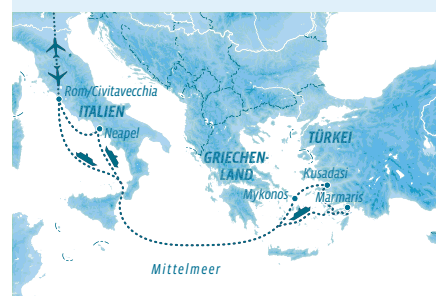 Rom/Civitavecchia
ITALIEN
Neapel
TÜRKEI
GRIECHEN-
LAND
Kusadasi
Mykonos
Marmaris
Mittelmeer